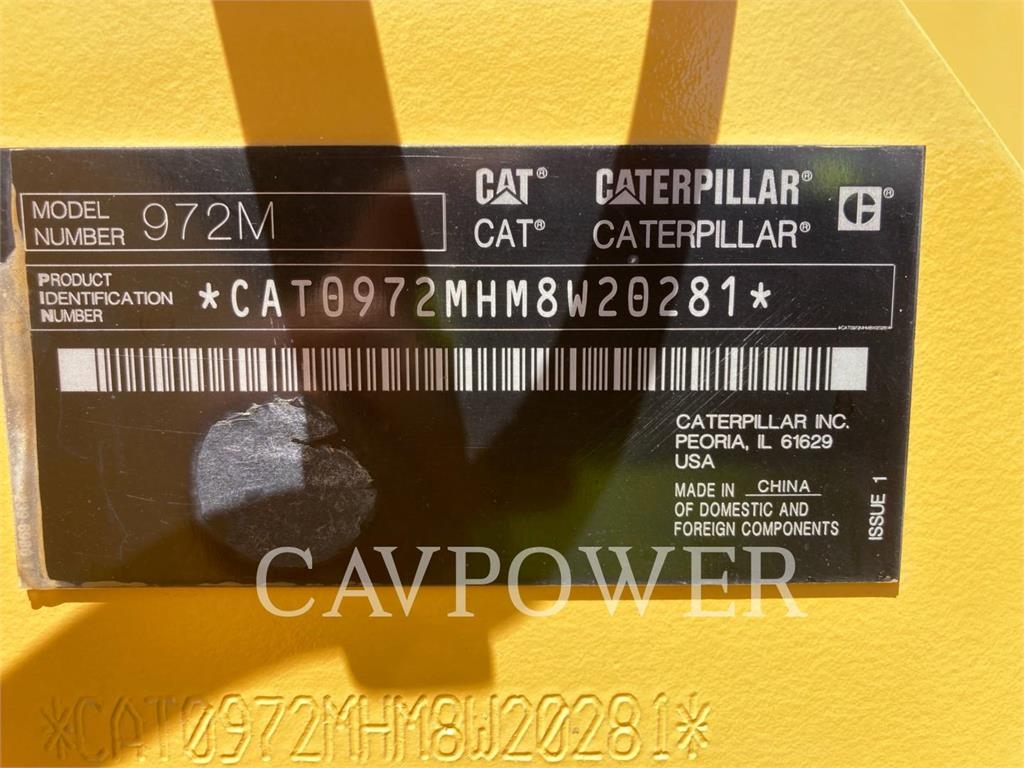 MODEL NUMBER 972M
CAT® CATERPILLAR® ®
CAT® CATERPILLAR®
PRODUCT IDENTIFICATION NUMBER *CAT0972MHM8W20281*
*CAT0972MHM8W20281*
CATERPILLAR INC.
PEORIA, IL 61629
USA
MADE IN CHINA
OF DOMESTIC AND
FOREIGN COMPONENTS
ISSUE 1
CAVPOWER
*CAT0972MHM8W20281*